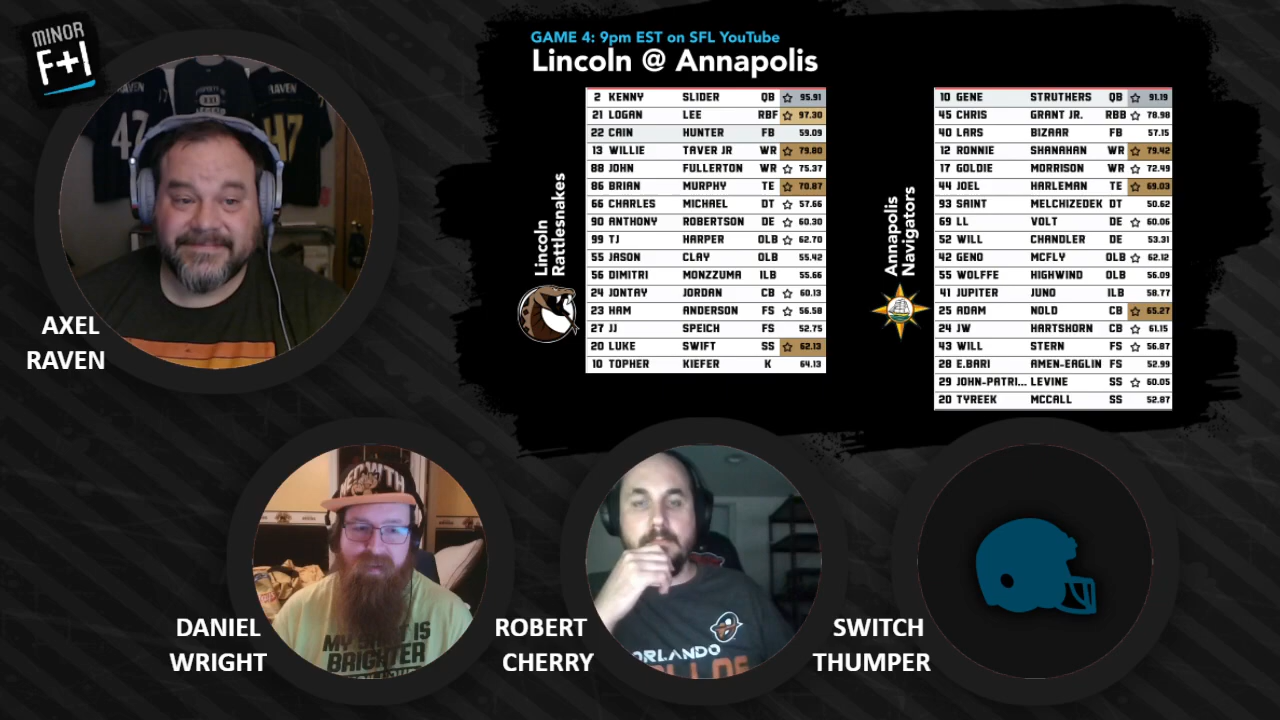 MINOR
F+I
AVEN
47
RAVEN
47
AXEL
RAVEN
GAME 4: 9pm EST on SFL YouTube
Lincoln @ Annapolis
Lincoln
Rattlesnakes
2 KENNY SLIDER QB ☆ 95.91
21 LOGAN LEE RBF ☆ 97.30
22 CAIN HUNTER FB 59.09
13 WILLIE TAVER JR WR ☆ 79.80
88 JOHN FULLERTON WR ☆ 75.37
86 BRIAN MURPHY TE ☆ 70.87
66 CHARLES MICHAEL DT ☆ 57.66
90 ANTHONY ROBERTSON DE ☆ 60.30
99 TJ HARPER OLB ☆ 62.70
55 JASON CLAY OLB 55.42
56 DIMITRI MONZZUMA ILB 55.66
24 JONTAY JORDAN CB ☆ 60.13
23 HAM ANDERSON FS ☆ 56.58
27 JJ SPEICH FS 52.75
20 LUKE SWIFT SS ☆ 62.13
10 TOPHER KIEFER K 64.13
Annapolis
Navigators
10 GENE STRUTHERS QB ☆ 91.19
45 CHRIS GRANT JR. RBB ☆ 78.98
40 LARS BIZAAR FB 57.15
12 RONNIE SHANAHAN WR ☆ 79.42
17 GOLDIE MORRISON WR ☆ 72.49
44 JOEL HARLEMAN TE ☆ 69.03
93 SAINT MELCHIZEDEK DT 50.62
69 LL VOLT DE ☆ 60.06
52 WILL CHANDLER DE 53.31
42 GENO MCFLY OLB ☆ 62.12
55 WOLFFE HIGHWIND OLB 56.09
41 JUPITER JUNO ILB 58.77
25 ADAM NOLD CB ☆ 65.27
24 JW HARTSHORN CB ☆ 61.15
43 WILL STERN FS ☆ 56.87
28 E.BARI AMEN-EAGLIN FS 52.99
29 JOHN-PATRI... LEVINE SS ☆ 60.05
20 TYREEK MCCALL SS 52.87
DANIEL
WRIGHT
MY IS
BRIGHTER
ROBERT
CHERRY
ORLANDO
SWITCH
THUMPER